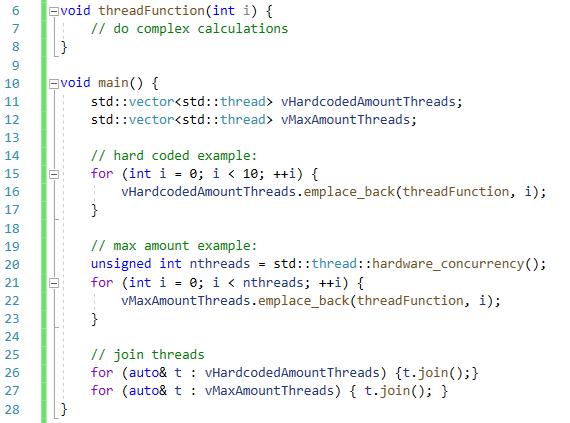 6 void threadFunction(int i) {
7     // do complex calculations
8 }
9
10 void main() {
11     std::vector<std::thread> vHardcodedAmountThreads;
12     std::vector<std::thread> vMaxAmountThreads;
13
14     // hard coded example:
15     for (int i = 0; i < 10; ++i) {
16         vHardcodedAmountThreads.emplace_back(threadFunction, i);
17     }
18
19     // max amount example:
20     unsigned int nthreads = std::thread::hardware_concurrency();
21     for (int i = 0; i < nthreads; ++i) {
22         vMaxAmountThreads.emplace_back(threadFunction, i);
23     }
24
25     // join threads
26     for (auto& t : vHardcodedAmountThreads) {t.join();}
27     for (auto& t : vMaxAmountThreads) { t.join(); }
28 }